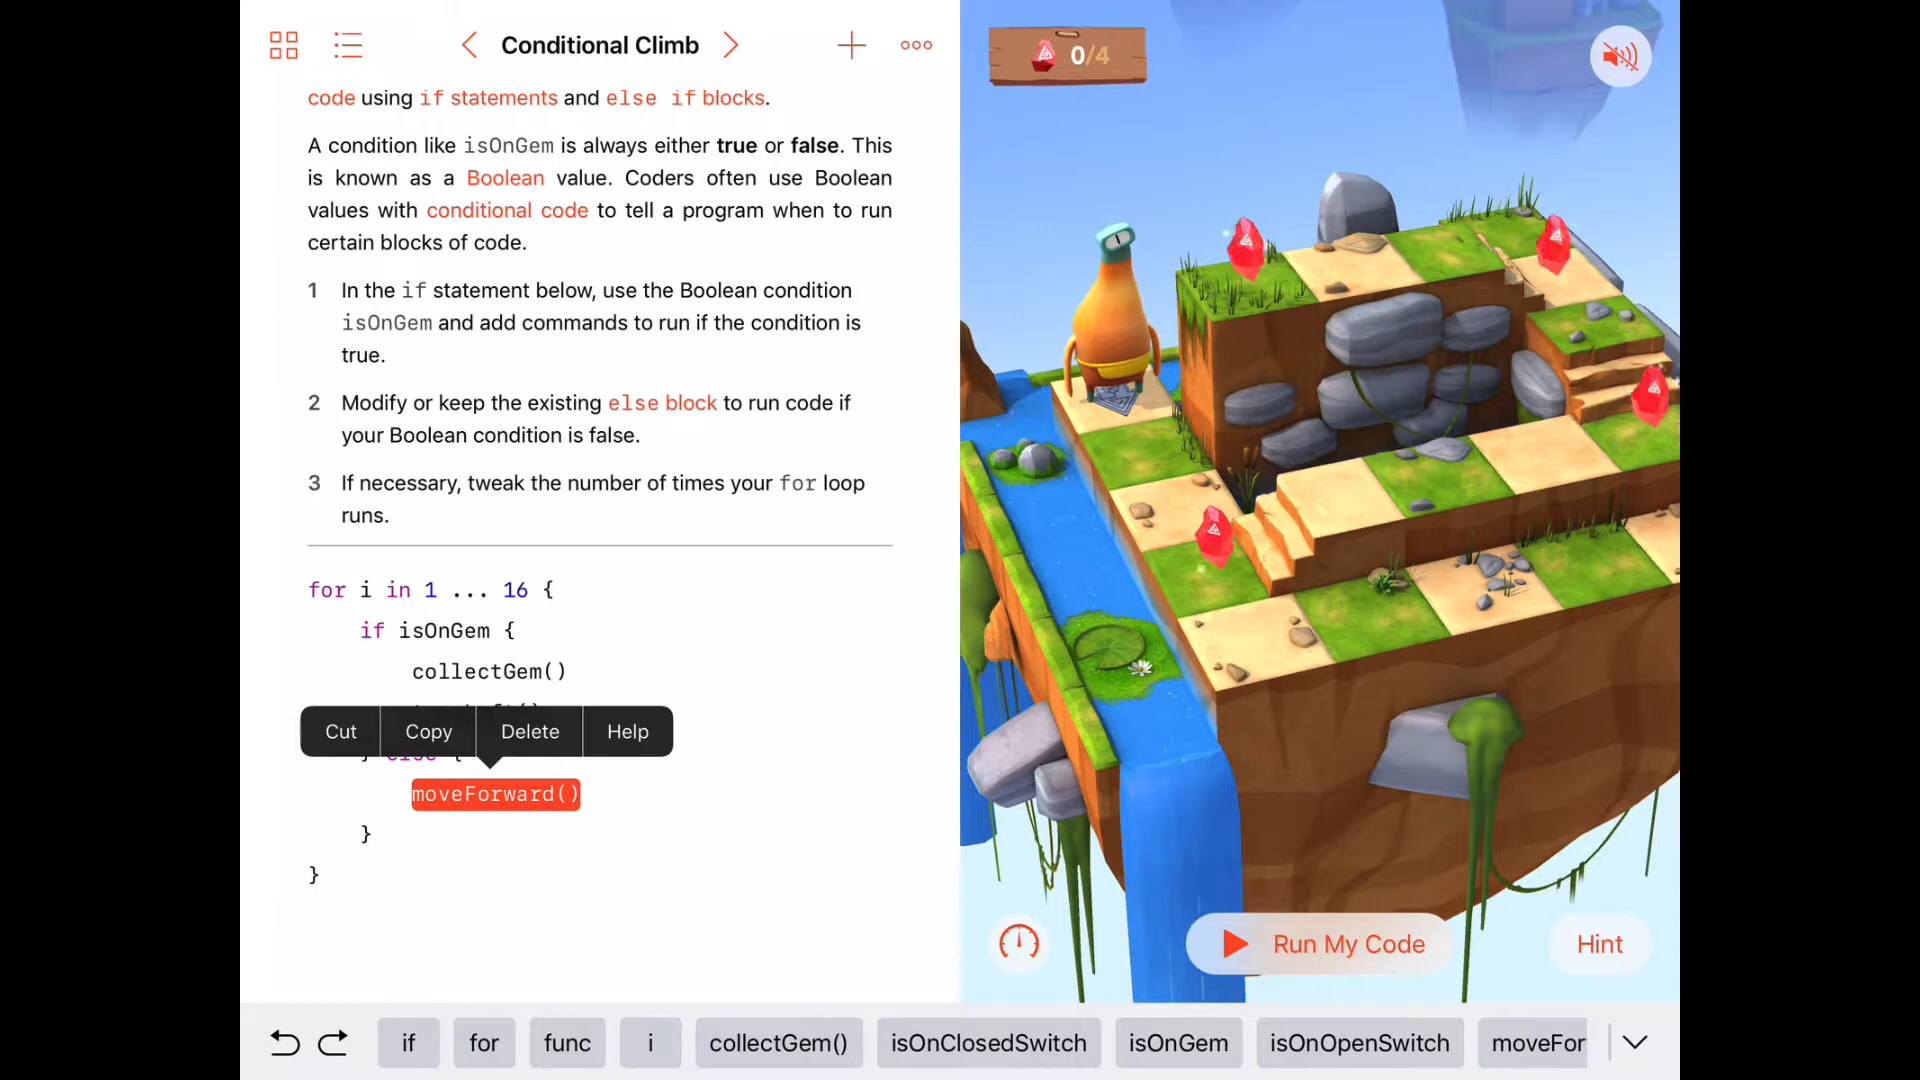 Conditional Climb
code using if statements and else if blocks.
A condition like isOnGem is always either true or false. This
is known as a Boolean value. Coders often use Boolean
values with conditional code to tell a program when to run
certain blocks of code.
1 In the if statement below, use the Boolean condition
isOnGem and add commands to run if the condition is
true.
2 Modify or keep the existing else block to run code if
your Boolean condition is false.
3 If necessary, tweak the number of times your for loop
runs.
for i in 1 ... 16 {
if isOnGem {
collectGem()
Cut Copy Delete Help
} else {
moveForward()
}
}
0/4
Run My Code
Hint
if for func i collectGem() isOnClosedSwitch isOnGem isOnOpenSwitch moveFor